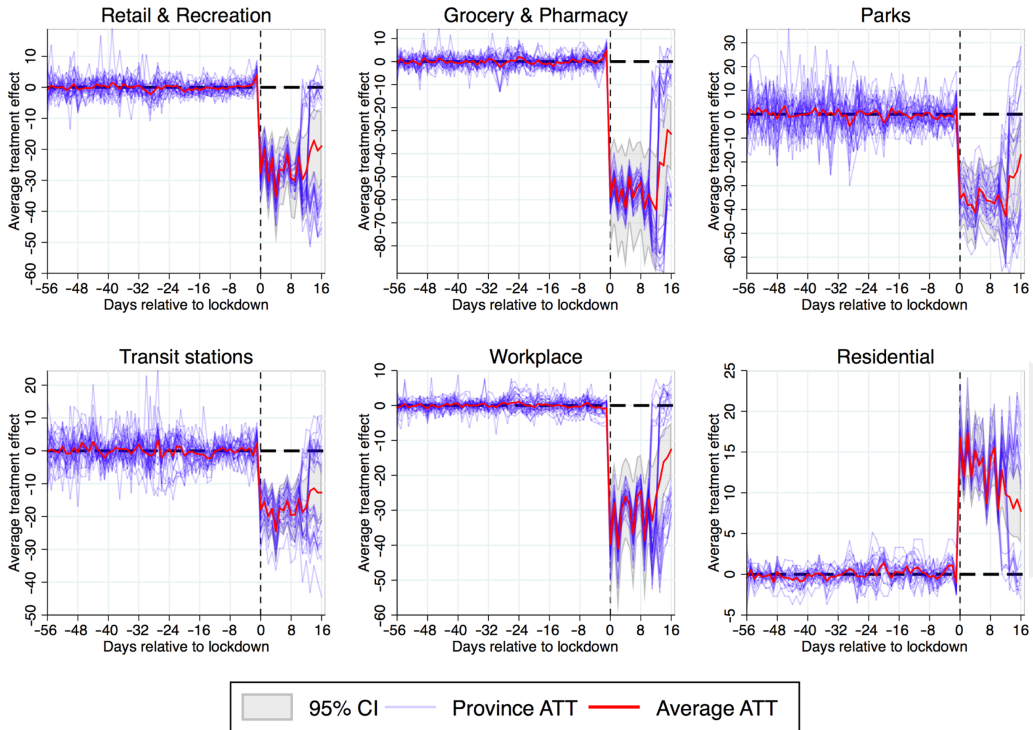 Retail & Recreation
Average treatment effect
10
0
−10
−20
−30
−40
−50
−60
−56 −48 −40 −32 −24 −16 −8 0 8 16
Days relative to lockdown
Grocery & Pharmacy
Average treatment effect
10
0
−10
−20
−30
−40
−50
−60
−70
−80
−56 −48 −40 −32 −24 −16 −8 0 8 16
Days relative to lockdown
Parks
Average treatment effect
30
20
10
0
−10
−20
−30
−40
−50
−60
−56 −48 −40 −32 −24 −16 −8 0 8 16
Days relative to lockdown
Transit stations
Average treatment effect
20
10
0
−10
−20
−30
−40
−50
−56 −48 −40 −32 −24 −16 −8 0 8 16
Days relative to lockdown
Workplace
Average treatment effect
10
0
−10
−20
−30
−40
−50
−60
−56 −48 −40 −32 −24 −16 −8 0 8 16
Days relative to lockdown
Residential
Average treatment effect
25
20
15
10
5
0
−5
−56 −48 −40 −32 −24 −16 −8 0 8 16
Days relative to lockdown
95% CI Province ATT Average ATT